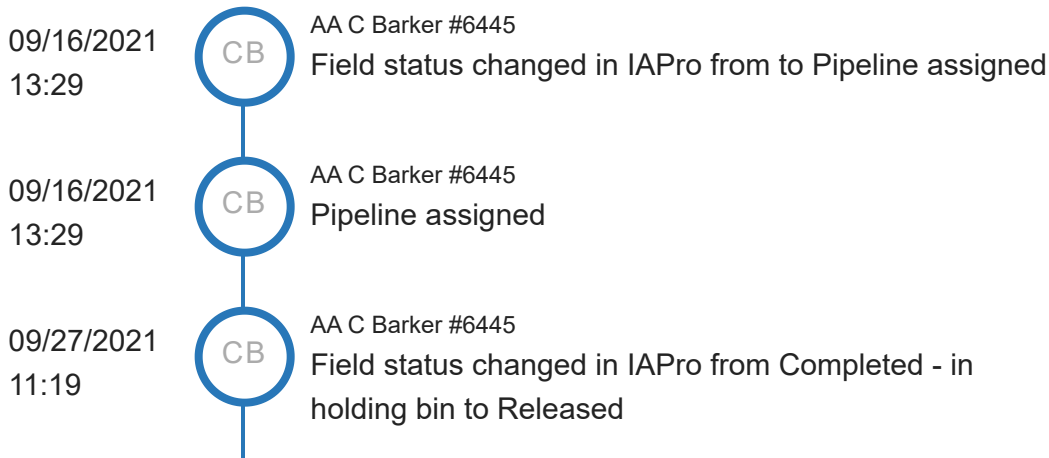 09/16/2021
13:29
CB
AA C Barker #6445
Field status changed in IAPro from to Pipeline assigned
09/16/2021
13:29
CB
AA C Barker #6445
Pipeline assigned
09/27/2021
11:19
CB
AA C Barker #6445
Field status changed in IAPro from Completed - in
holding bin to Released